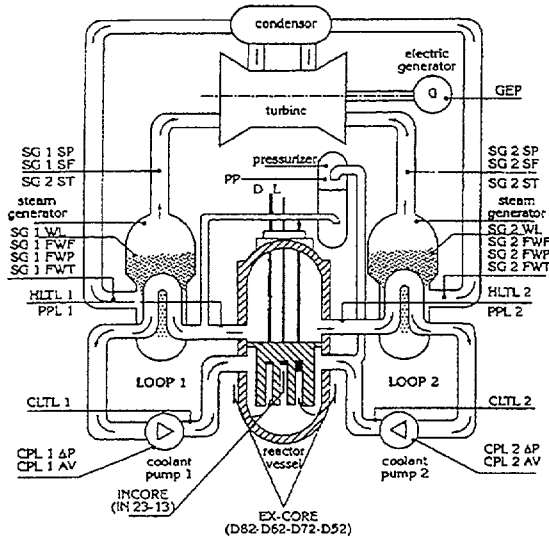 condensor
electric
generator
G
GEP
turbine
SG 1 SP
SG 1 SF
SG 2 ST
pressurizer
PP
D L
SG 2 SP
SG 2 SF
SG 2 ST
steam
generator
SG 1 WL
SG 1 FWF
SG 1 FWP
SG 1 FWT
steam
generator
SG 2 WL
SG 2 FWF
SG 2 FWP
SG 2 FWT
HLTL 1
PPL 1
HLTL 2
PPL 2
LOOP 1
LOOP 2
CLTL 1
CLTL 2
CPL 1 ΔP
CPL 1 AV
coolant
pump 1
reactor
vessel
coolant
pump 2
CPL 2 ΔP
CPL 2 AV
INCORE
(IN 23-13)
EX-CORE
(D82-D62-D72-D52)